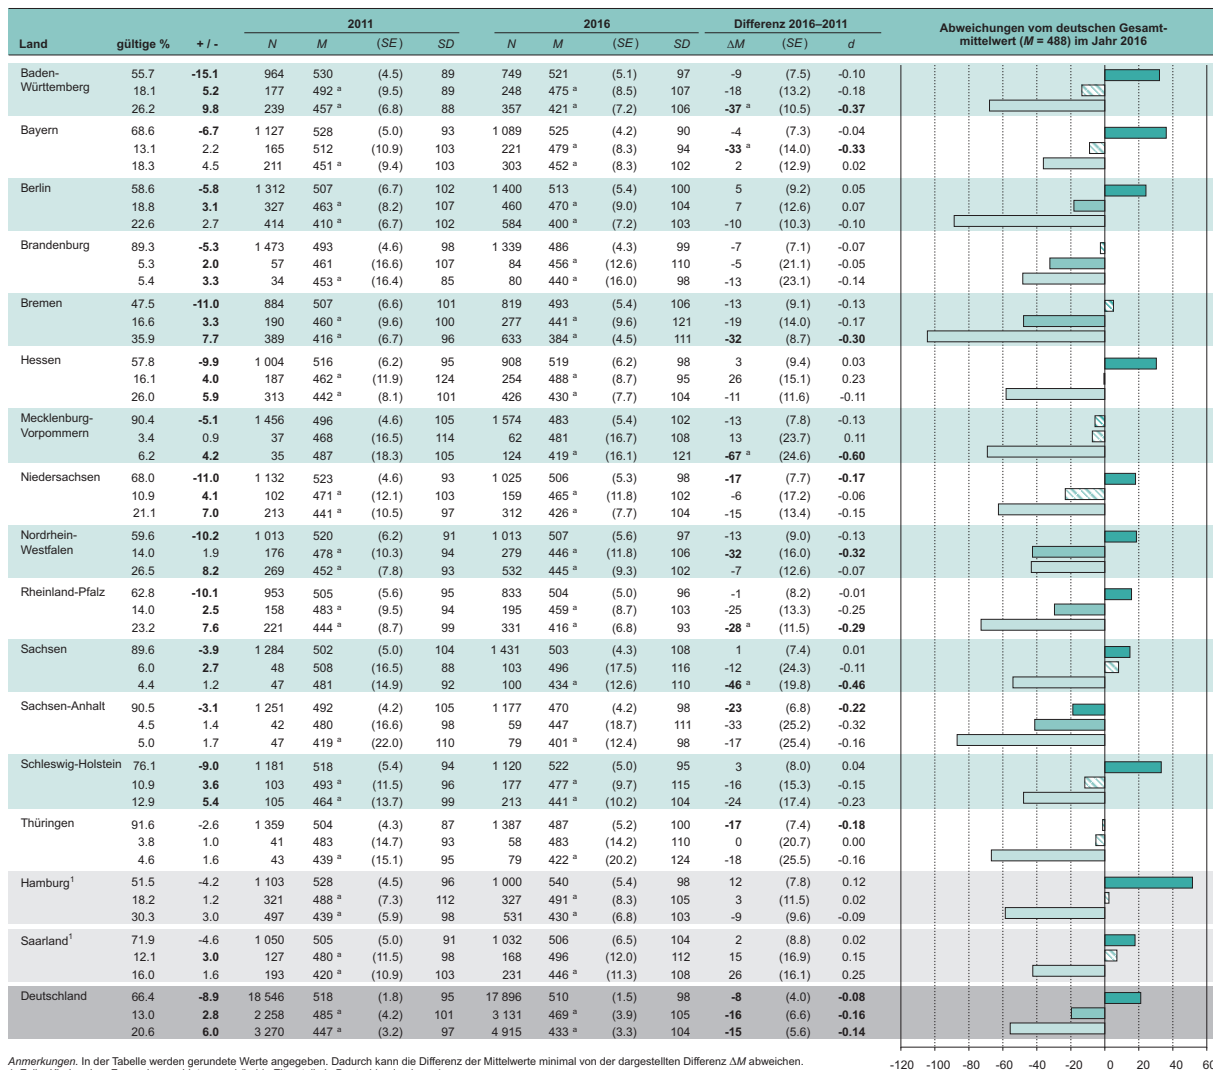 2011 2016 Differenz 2016–2011 Abweichungen vom deutschen Gesamt-
Land gültige % + / - N M (SE) SD N M (SE) SD ΔM (SE) d mittelwert (M = 488) im Jahr 2016
Baden- 55.7 -15.1 964 530 (4.5) 89 749 521 (5.1) 97 -9 (7.5) -0.10
Württemberg 18.1 5.2 177 492 a (9.5) 89 248 475 a (8.5) 107 -18 (13.2) -0.18
26.2 9.8 239 457 a (6.8) 88 357 421 a (7.2) 106 -37 a (10.5) -0.37
Bayern 68.6 -6.7 1 127 528 (5.0) 93 1 089 525 (4.2) 90 -4 (7.3) -0.04
13.1 2.2 165 512 (10.9) 103 221 479 a (8.3) 94 -33 a (14.0) -0.33
18.3 4.5 211 451 a (9.4) 103 303 452 a (8.3) 102 2 (12.9) 0.02
Berlin 58.6 -5.8 1 312 507 (6.7) 102 1 400 513 (5.4) 100 5 (9.2) 0.05
18.8 3.1 327 463 a (8.2) 107 460 470 a (9.0) 104 7 (12.6) 0.07
22.6 2.7 414 410 a (6.7) 102 584 400 a (7.2) 103 -10 (10.3) -0.10
Brandenburg 89.3 -5.3 1 473 493 (4.6) 98 1 339 486 (4.3) 99 -7 (7.1) -0.07
5.3 2.0 57 461 (16.6) 107 84 456 a (12.6) 110 -5 (21.1) -0.05
5.4 3.3 34 453 a (16.4) 85 80 440 a (16.0) 98 -13 (23.1) -0.14
Bremen 47.5 -11.0 884 507 (6.6) 101 819 493 (5.4) 106 -13 (9.1) -0.13
16.6 3.3 190 460 a (9.6) 100 277 441 a (9.6) 121 -19 (14.0) -0.17
35.9 7.7 389 416 a (6.7) 96 633 384 a (4.5) 111 -32 (8.7) -0.30
Hessen 57.8 -9.9 1 004 516 (6.2) 95 908 519 (6.2) 98 3 (9.4) 0.03
16.1 4.0 187 462 a (11.9) 124 254 488 a (8.7) 95 26 (15.1) 0.23
26.0 5.9 313 442 a (8.1) 101 426 430 a (7.7) 104 -11 (11.6) -0.11
Mecklenburg- 90.4 -5.1 1 456 496 (4.6) 105 1 574 483 (5.4) 102 -13 (7.8) -0.13
Vorpommern 3.4 0.9 37 468 (16.5) 114 62 481 (16.7) 108 13 (23.7) 0.11
6.2 4.2 35 487 (18.3) 105 124 419 a (16.1) 121 -67 a (24.6) -0.60
Niedersachsen 68.0 -11.0 1 132 523 (4.6) 93 1 025 506 (5.3) 98 -17 (7.7) -0.17
10.9 4.1 102 471 a (12.1) 103 159 465 a (11.8) 102 -6 (17.2) -0.06
21.1 7.0 213 441 a (10.5) 97 312 426 a (7.7) 104 -15 (13.4) -0.15
Nordrhein- 59.6 -10.2 1 013 520 (6.2) 91 1 013 507 (5.6) 97 -13 (9.0) -0.13
Westfalen 14.0 1.9 176 478 a (10.3) 94 279 446 a (11.8) 106 -32 (16.0) -0.32
26.5 8.2 269 452 a (7.8) 93 532 445 a (9.3) 102 -7 (12.6) -0.07
Rheinland-Pfalz 62.8 -10.1 953 505 (5.6) 95 833 504 (5.0) 96 -1 (8.2) -0.01
14.0 2.5 158 483 a (9.5) 94 195 459 a (8.7) 103 -25 (13.3) -0.25
23.2 7.6 221 444 a (8.7) 99 331 416 a (6.8) 93 -28 a (11.5) -0.29
Sachsen 89.6 -3.9 1 284 502 (5.0) 104 1 431 503 (4.3) 108 1 (7.4) 0.01
6.0 2.7 48 508 (16.5) 88 103 496 (17.5) 116 -12 (24.3) -0.11
4.4 1.2 47 481 (14.9) 92 100 434 a (12.6) 110 -46 a (19.8) -0.46
Sachsen-Anhalt 90.5 -3.1 1 251 492 (4.2) 105 1 177 470 (4.2) 98 -23 (6.8) -0.22
4.5 1.4 42 480 (16.6) 98 59 447 (18.7) 111 -33 (25.2) -0.32
5.0 1.7 47 419 a (22.0) 110 79 401 a (12.4) 98 -17 (25.4) -0.16
Schleswig-Holstein 76.1 -9.0 1 181 518 (5.4) 94 1 120 522 (5.0) 95 3 (8.0) 0.04
10.9 3.6 103 493 a (11.5) 96 177 477 a (9.7) 115 -16 (15.3) -0.15
12.9 5.4 105 464 a (13.7) 99 213 441 a (10.2) 104 -24 (17.4) -0.23
Thüringen 91.6 -2.6 1 359 504 (4.3) 87 1 387 487 (5.2) 100 -17 (7.4) -0.18
3.8 1.0 41 483 (14.7) 93 58 483 (14.2) 110 0 (20.7) 0.00
4.6 1.6 43 439 a (15.1) 95 79 422 a (20.2) 124 -18 (25.5) -0.16
Hamburg1 51.5 -4.2 1 103 528 (4.5) 96 1 000 540 (5.4) 98 12 (7.8) 0.12
18.2 1.2 321 488 a (7.3) 112 327 491 a (8.3) 105 3 (11.5) 0.02
30.3 3.0 497 439 a (5.9) 98 531 430 a (6.8) 103 -9 (9.6) -0.09
Saarland1 71.9 -4.6 1 050 505 (5.0) 91 1 032 506 (6.5) 104 2 (8.8) 0.02
12.1 3.0 127 480 a (11.5) 98 168 496 (12.0) 112 15 (16.9) 0.15
16.0 1.6 193 420 a (10.9) 103 231 446 a (11.3) 108 26 (16.1) 0.25
Deutschland 66.4 -8.9 18 546 518 (1.8) 95 17 896 510 (1.5) 98 -8 (4.0) -0.08
13.0 2.8 2 258 485 a (4.2) 101 3 131 469 a (3.9) 105 -16 (6.6) -0.16
20.6 6.0 3 270 447 a (3.2) 97 4 915 433 a (3.3) 104 -15 (5.6) -0.14
Anmerkungen. In der Tabelle werden gerundete Werte angegeben. Dadurch kann die Differenz der Mittelwerte minimal von der dargestellten Differenz ΔM abweichen.
-120 -100 -80 -60 -40 -20 0 20 40 60